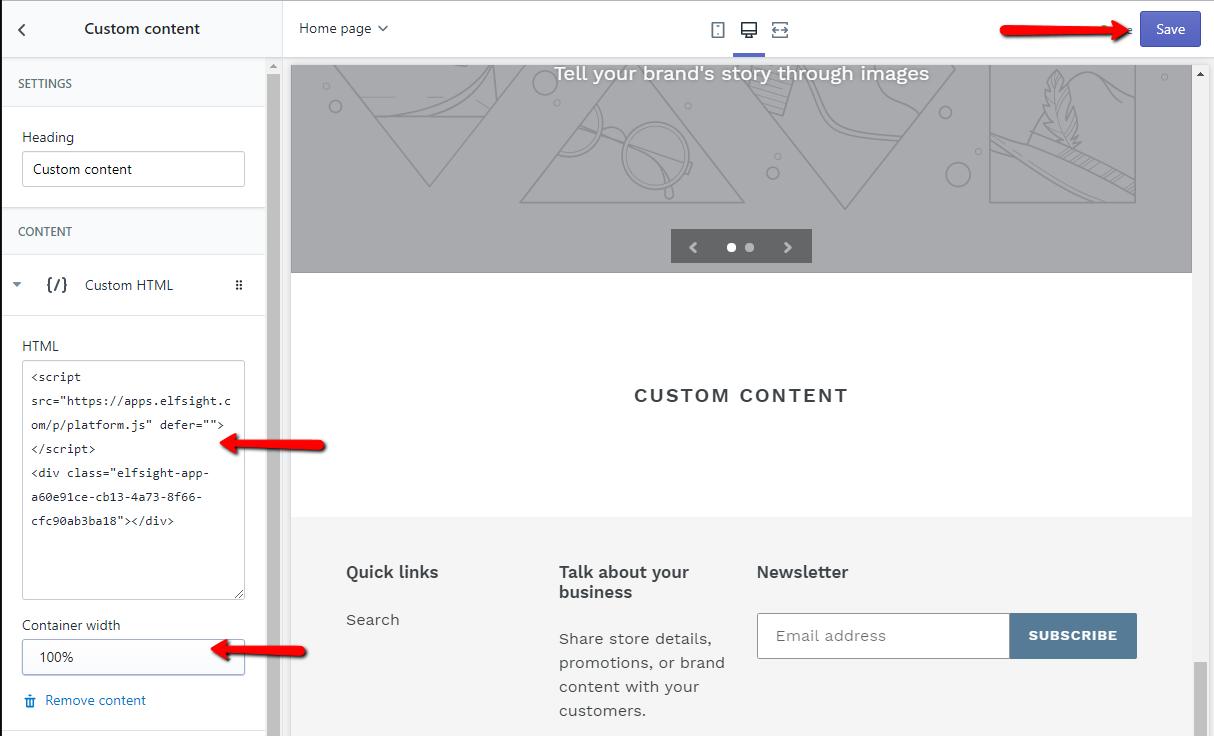 Custom content
Home page
Save
SETTINGS
Heading
Custom content
CONTENT
Custom HTML
HTML
<script
src="https://apps.elfsight.c
om/p/platform.js" defer="">
</script>
<div class="elfsight-app-
a60e91ce-cb13-4a73-8f66-
cfc90ab3ba18"></div>
Container width
100%
Remove content
Tell your brand's story through images
CUSTOM CONTENT
Quick links
Search
Talk about your
business
Share store details,
promotions, or brand
content with your
customers.
Newsletter
Email address
SUBSCRIBE